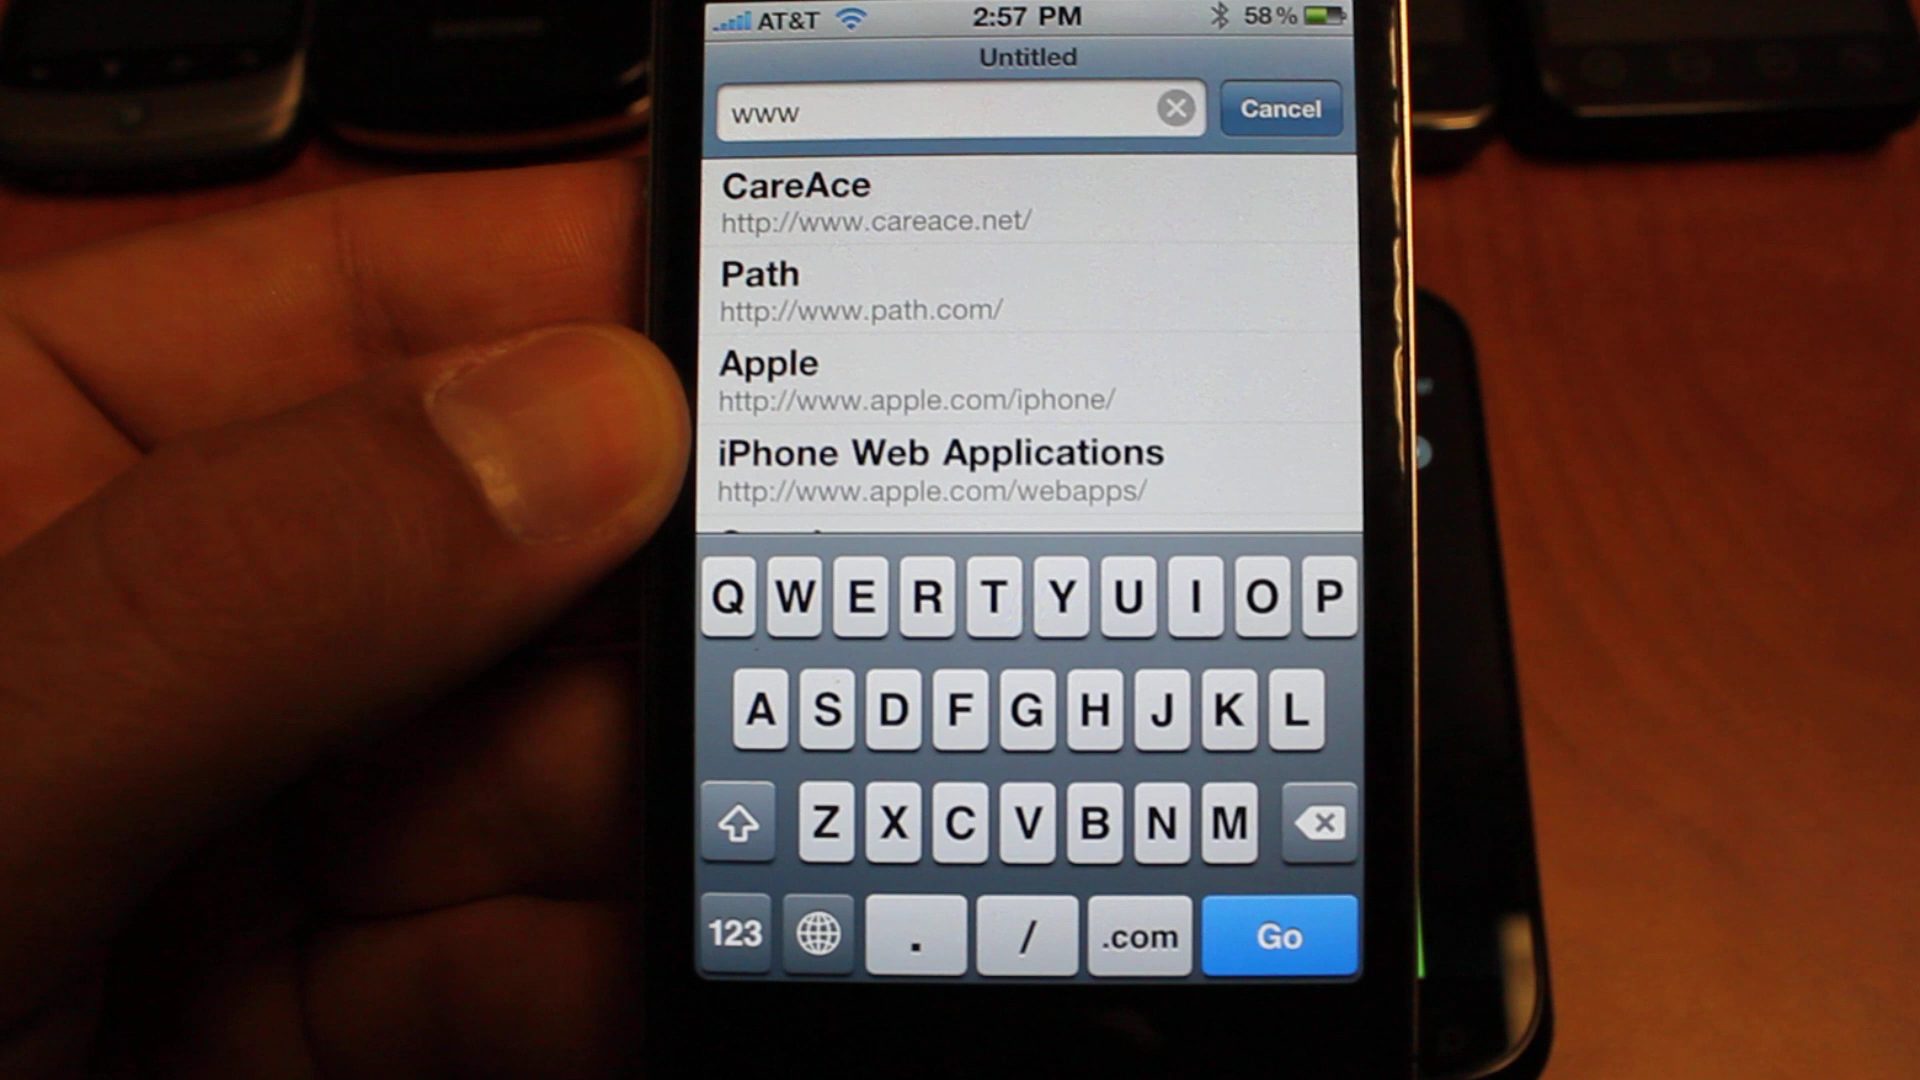 AT&T 2:57 PM 58%
Untitled
www Cancel
CareAce
http://www.careace.net/
Path
http://www.path.com/
Apple
http://www.apple.com/iphone/
iPhone Web Applications
http://www.apple.com/webapps/
Q W E R T Y U I O P
A S D F G H J K L
Z X C V B N M
123 . / .com Go